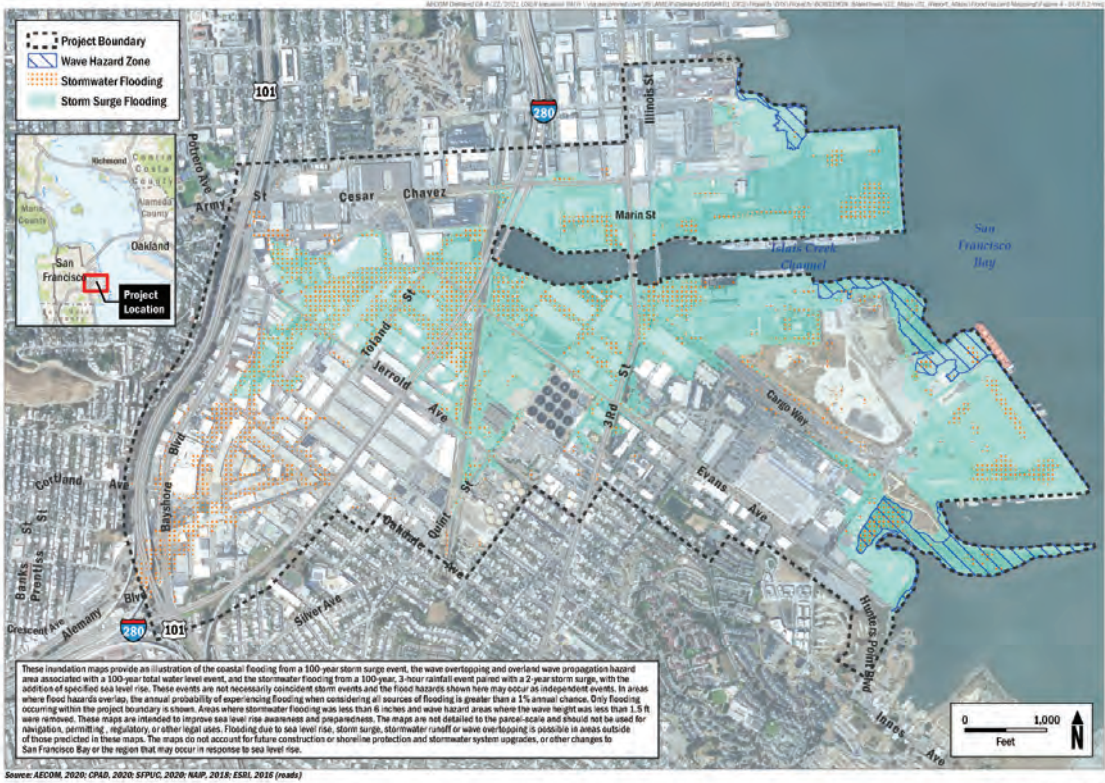 Project Boundary
Wave Hazard Zone
Stormwater Flooding
Storm Surge Flooding
101
280
Illinois St
Richmond
Contra
Costa
County
Marin
County
Alameda
County
Oakland
San
Francisco
Project
Location
Potrero Ave
Army
St
Cesar
Chavez
Marin St
Islais Creek
Channel
San
Francisco
Bay
Toland
St
Jerrold
Ave
3Rd
St
Cargo Way
Evans
Ave
Bayshore
Blvd
Cortland
Ave
Banks
St
Prentiss
St
Crescent Ave
Alemany
Blvd
280
101
Silver Ave
Oakdale
Ave
Quint
St
Hunters Point Blvd
Innes
Ave
These inundation maps provide an illustration of the coastal flooding from a 100-year storm surge event, the wave overtopping and overland wave propagation hazard
area associated with a 100-year total water level event, and the stormwater flooding from a 100-year, 3-hour rainfall event paired with a 2-year storm surge, with the
addition of specified sea level rise. These events are not necessarily coincident storm events and the flood hazards shown here may occur as independent events. In areas
where flood hazards overlap, the annual probability of experiencing flooding when considering all sources of flooding is greater than a 1% annual chance. Only flooding
occurring within the project boundary is shown. Areas where stormwater flooding was less than 6 inches and wave hazard areas where the wave height was less than 1.5 ft
were removed. These maps are intended to improve sea level rise awareness and preparedness. The maps are not detailed to the parcel-scale and should not be used for
navigation, permitting , regulatory, or other legal uses. Flooding due to sea level rise, storm surge, stormwater runoff or wave overtopping is possible in areas outside
those predicted in these maps. The maps do not account for future construction or shoreline protection and stormwater system upgrades, or other changes to
San Francisco Bay or the region that may occur in response to sea level rise.
0
1,000
Feet
N
Source: AECOM, 2020; CPAD, 2020; SFPUC, 2020; NAIP, 2018; ESRI, 2016 (roads)